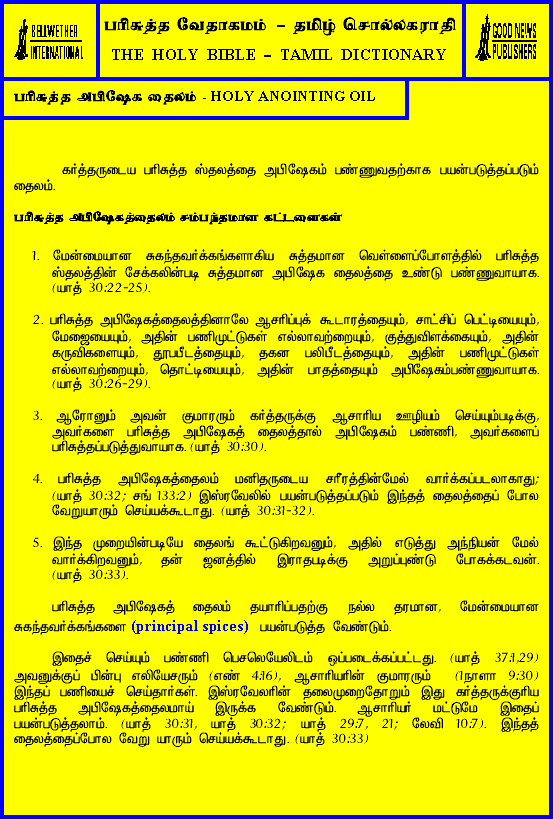 BELLWETHER
INTERNATIONAL
பரிசுத்த வேதாகமம் – தமிழ் சொல்லகராதி
THE HOLY BIBLE – TAMIL DICTIONARY
GOOD NEWS
PUBLISHERS
பரிசுத்த அபிஷேக தைலம் - HOLY ANOINTING OIL
கர்த்தருடைய பரிசுத்த ஸ்தலத்தை அபிஷேகம் பண்ணுவதற்காக பயன்படுத்தப்படும்
தைலம்.
பரிசுத்த அபிஷேகத்தைலம் சம்பந்தமான கட்டளைகள்
1. மேன்மையான சுகந்தவர்க்கங்களாகிய சுத்தமான வெள்ளைப்போளத்தில் பரிசுத்த
ஸ்தலத்தின் சேக்கலின்படி சுத்தமான அபிஷேக தைலத்தை உண்டு பண்ணுவாயாக.
(யாத் 30:22-25).
2. பரிசுத்த அபிஷேகத்தைலத்தினாலே ஆசரிப்புக் கூடாரத்தையும், சாட்சிப் பெட்டியையும்,
மேஜையையும், அதின் பணிமுட்டுகள் எல்லாவற்றையும், குத்துவிளக்கையும், அதின்
கருவிகளையும், தூபபீடத்தையும், தகன பலிபீடத்தையும், அதின் பணிமுட்டுகள்
எல்லாவற்றையும், தொட்டியையும், அதின் பாதத்தையும் அபிஷேகம்பண்ணுவாயாக.
(யாத் 30:26-29).
3. ஆரோனும் அவன் குமாரரும் கர்த்தருக்கு ஆசாரிய ஊழியம் செய்யும்படிக்கு,
அவர்களை பரிசுத்த அபிஷேகத் தைலத்தால் அபிஷேகம் பண்ணி, அவர்களைப்
பரிசுத்தப்படுத்துவாயாக. (யாத் 30:30).
4. பரிசுத்த அபிஷேகத்தைலம் மனிதருடைய சரீரத்தின்மேல் வார்க்கப்படலாகாது;
(யாத் 30:32; சங் 133:2) இஸ்ரவேலில் பயன்படுத்தப்படும் இந்தத் தைலத்தைப் போல
வேறுயாரும் செய்யக்கூடாது. (யாத் 30:31-32).
5. இந்த முறையின்படியே தைலங் கூட்டுகிறவனும், அதில் எடுத்து அந்நியன் மேல்
வார்க்கிறவனும், தன் ஜனத்தில் இராதபடிக்கு அறுப்புண்டு போகக்கடவன்.
(யாத் 30:33).
பரிசுத்த அபிஷேகத் தைலம் தயாரிப்பதற்கு நல்ல தரமான, மேன்மையான
சுகந்தவர்க்கங்களை (principal spices) பயன்படுத்த வேண்டும்.
இதைச் செய்யும் பண்ணி பெசலெயேலிடம் ஒப்படைக்கப்பட்டது. (யாத் 37:1,29)
அவனுக்குப் பின்பு எலியேசரும் (எண் 4:16), ஆசாரியரின் குமாரரும் (1நாளா 9:30)
இந்தப் பணியைச் செய்தார்கள். இஸ்ரவேலரின் தலைமுறைதோறும் இது கர்த்தருக்குரிய
பரிசுத்த அபிஷேகத்தைலமாய் இருக்க வேண்டும். ஆசாரியர் மட்டுமே இதைப்
பயன்படுத்தலாம். (யாத் 30:31, யாத் 30:32; யாத் 29:7, 21; லேவி 10:7). இந்தத்
தைலத்தைப்போல வேறு யாரும் செய்யக்கூடாது. (யாத் 30:33)